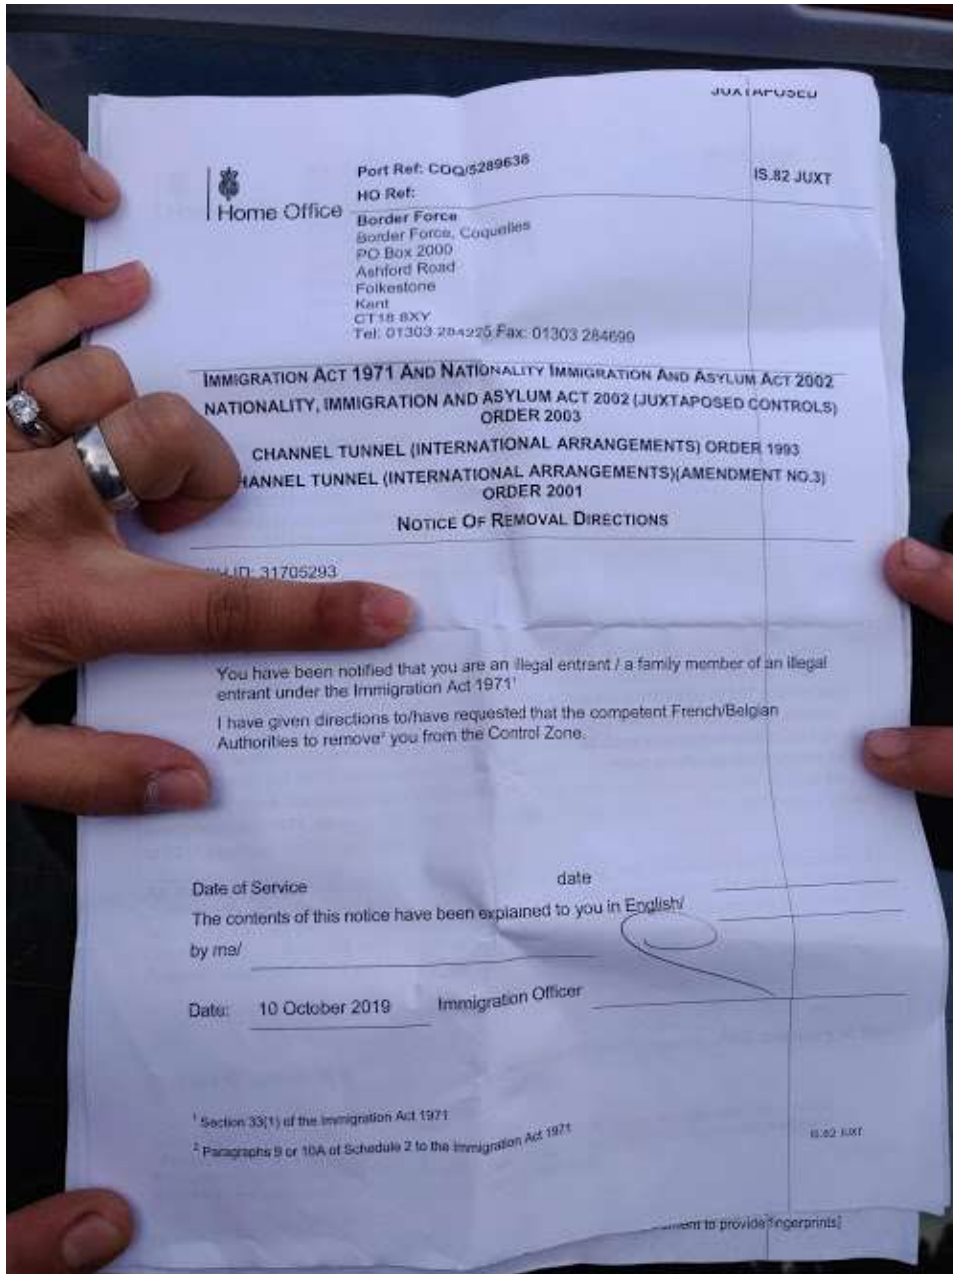 JUXTAPOSED
Port Ref: COQ/5289638
IS.82 JUXT
Home Office
HO Ref:
Border Force
Border Force, Coquelles
PO Box 2000
Ashford Road
Folkestone
Kent
CT18 8XY
Tel: 01303 284225 Fax: 01303 284699
IMMIGRATION ACT 1971 AND NATIONALITY IMMIGRATION AND ASYLUM ACT 2002
NATIONALITY, IMMIGRATION AND ASYLUM ACT 2002 (JUXTAPOSED CONTROLS)
ORDER 2003
CHANNEL TUNNEL (INTERNATIONAL ARRANGEMENTS) ORDER 1993
HANNEL TUNNEL (INTERNATIONAL ARRANGEMENTS)(AMENDMENT NO.3)
ORDER 2001
NOTICE OF REMOVAL DIRECTIONS
ID: 31705293
You have been notified that you are an illegal entrant / a family member of an illegal
entrant under the Immigration Act 1971¹
I have given directions to/have requested that the competent French/Belgian
Authorities to remove² you from the Control Zone.
Date of Service date
The contents of this notice have been explained to you in English/
by me/
Date: 10 October 2019 Immigration Officer
¹ Section 33(1) of the Immigration Act 1971
² Paragraphs 9 or 10A of Schedule 2 to the Immigration Act 1971
IS.82 JUXT
to provide fingerprints]